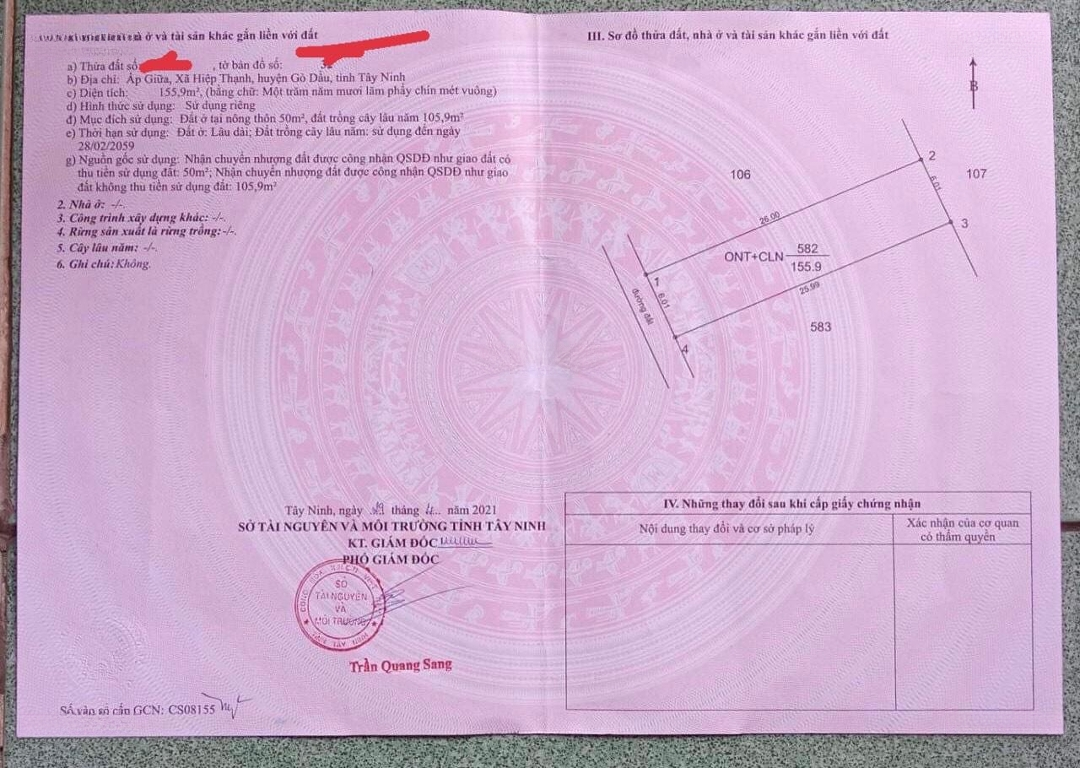 ở và tài sản khác gắn liền với đất
a) Thửa đất số , tờ bản đồ số:
b) Địa chỉ: Ấp Giữa, Xã Hiệp Thạnh, huyện Gò Dầu, tỉnh Tây Ninh
c) Diện tích: 155,9m², (bằng chữ: Một trăm năm mươi lăm phẩy chín mét vuông)
d) Hình thức sử dụng: Sử dụng riêng
đ) Mục đích sử dụng: Đất ở tại nông thôn 50m², đất trồng cây lâu năm 105,9m²
e) Thời hạn sử dụng: Đất ở: Lâu dài; Đất trồng cây lâu năm: sử dụng đến ngày
28/02/2059
g) Nguồn gốc sử dụng: Nhận chuyển nhượng đất được công nhận QSDĐ như giao đất có
thu tiền sử dụng đất: 50m²; Nhận chuyển nhượng đất được công nhận QSDĐ như giao
đất không thu tiền sử dụng đất: 105,9m²
2. Nhà ở: -/-.
3. Công trình xây dựng khác: -/-.
4. Rừng sản xuất là rừng trồng: -/-.
5. Cây lâu năm: -/-.
6. Ghi chú: Không.
Tây Ninh, ngày tháng 4 năm 2021
SỞ TÀI NGUYÊN VÀ MÔI TRƯỜNG TỈNH TÂY NINH
KT. GIÁM ĐỐC
PHÓ GIÁM ĐỐC
SỞ
TÀI NGUYÊN
VÀ
MÔI TRƯỜNG
TỈNH TÂY NINH
Trần Quang Sang
Số vào sổ cấp GCN: CS08155
III. Sơ đồ thửa đất, nhà ở và tài sản khác gắn liền với đất
B
2
106
107
6.01
3
26.00
ONT+CLN 582
155.9
1
25.99
đường đất
6.01
583
4
IV. Những thay đổi sau khi cấp giấy chứng nhận
Nội dung thay đổi và cơ sở pháp lý
Xác nhận của cơ quan
có thẩm quyền